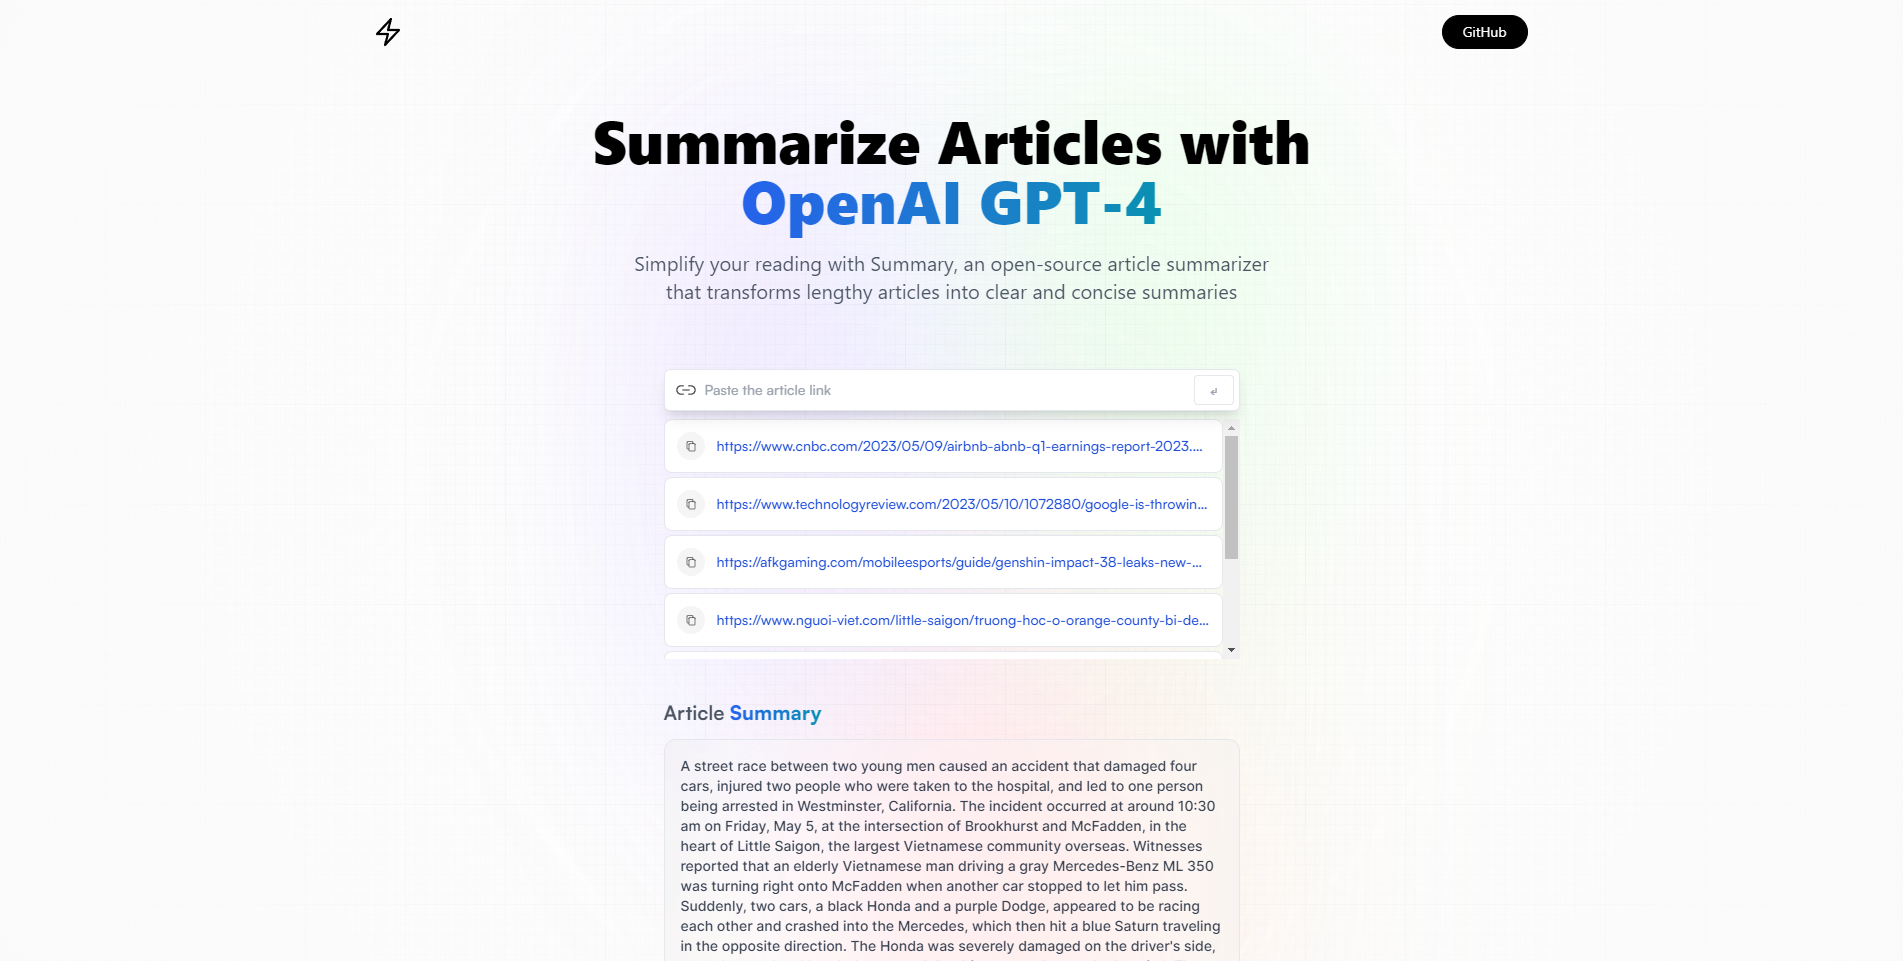 GitHub
Summarize Articles with
OpenAI GPT-4
Simplify your reading with Summary, an open-source article summarizer
that transforms lengthy articles into clear and concise summaries
Paste the article link
https://www.cnbc.com/2023/05/09/airbnb-abnb-q1-earnings-report-2023....
https://www.technologyreview.com/2023/05/10/1072880/google-is-throwin...
https://afkgaming.com/mobileesports/guide/genshin-impact-38-leaks-new-...
https://www.nguoi-viet.com/little-saigon/truong-hoc-o-orange-county-bi-de...
Article Summary
A street race between two young men caused an accident that damaged four
cars, injured two people who were taken to the hospital, and led to one person
being arrested in Westminster, California. The incident occurred at around 10:30
am on Friday, May 5, at the intersection of Brookhurst and McFadden, in the
heart of Little Saigon, the largest Vietnamese community overseas. Witnesses
reported that an elderly Vietnamese man driving a gray Mercedes-Benz ML 350
was turning right onto McFadden when another car stopped to let him pass.
Suddenly, two cars, a black Honda and a purple Dodge, appeared to be racing
each other and crashed into the Mercedes, which then hit a blue Saturn traveling
in the opposite direction. The Honda was severely damaged on the driver's side,